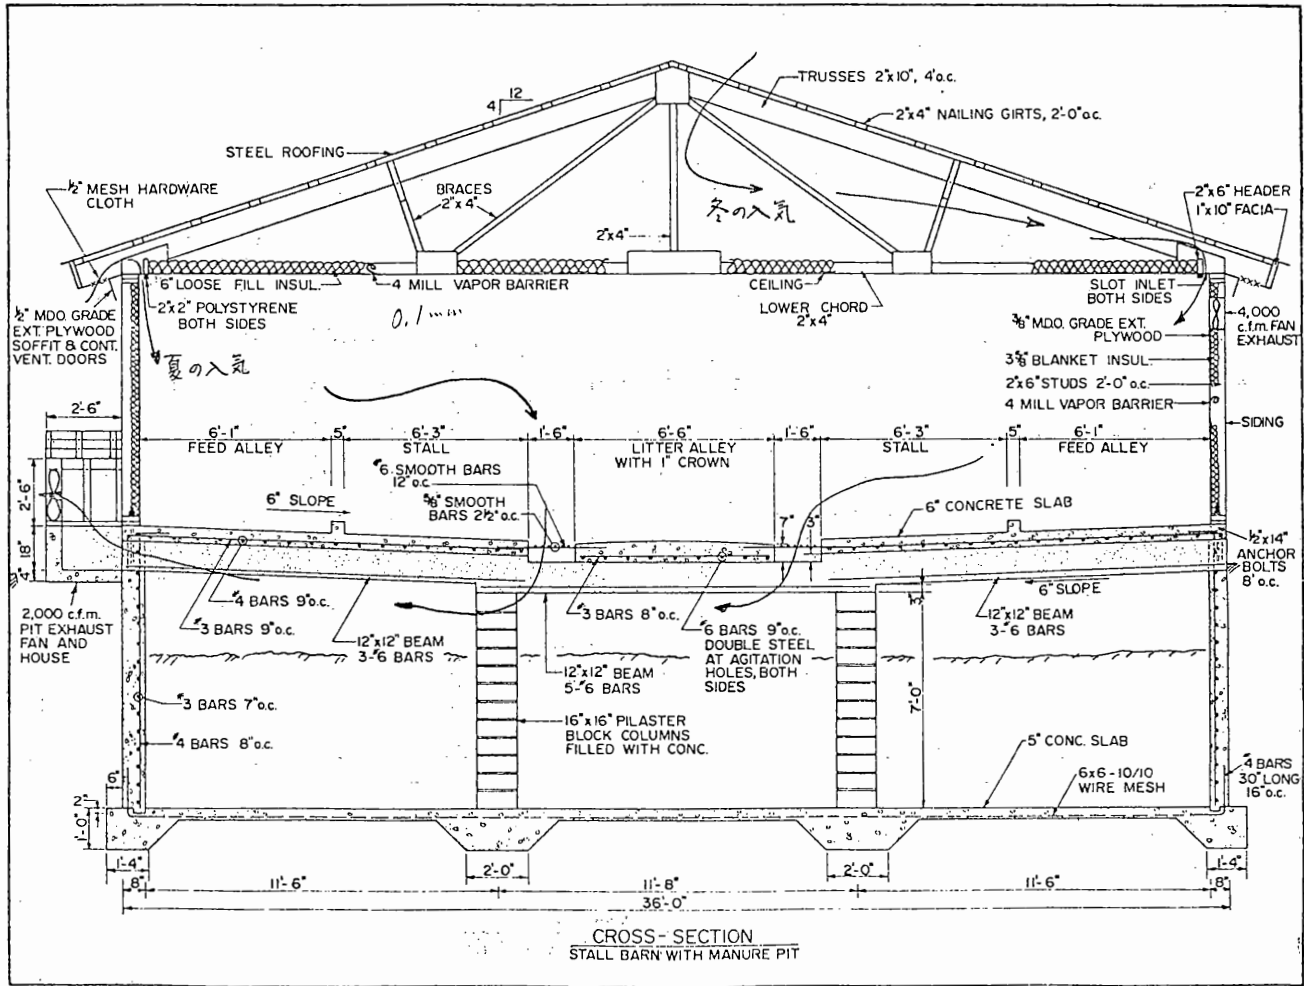 12
4
TRUSSES 2"x10", 4'o.c.
2"x4" NAILING GIRTS, 2'-0"o.c.
STEEL ROOFING
½" MESH HARDWARE
CLOTH
BRACES
2"x4"
冬の入気
2"x4"
2"x6" HEADER
1"x10" FACIA
6" LOOSE FILL INSUL.
4 MILL VAPOR BARRIER
CEILING
LOWER CHORD
2"x4"
SLOT INLET
BOTH SIDES
2"x2" POLYSTYRENE
BOTH SIDES
0.1mm
½" MDO. GRADE
EXT. PLYWOOD
SOFFIT & CONT.
VENT. DOORS
夏の入気
⅜" MDO. GRADE EXT.
PLYWOOD
4,000
c.f.m. FAN
EXHAUST
3⅝" BLANKET INSUL.
2"x6" STUDS 2'-0" o.c.
4 MILL VAPOR BARRIER
SIDING
2'-6"
6'-1"
FEED ALLEY
5"
6'-3"
STALL
1'-6"
6'-6"
LITTER ALLEY
WITH 1" CROWN
1'-6"
6'-3"
STALL
5"
6'-1"
FEED ALLEY
#6 SMOOTH BARS
12"o.c.
⅝" SMOOTH
BARS 2½"o.c.
2'-6"
6" SLOPE
7"
3"
6" CONCRETE SLAB
½"x14"
ANCHOR
BOLTS
8' o.c.
18"
4"
2,000 c.f.m.
PIT EXHAUST
FAN AND
HOUSE
#4 BARS 9"o.c.
#3 BARS 9"o.c.
12"x12" BEAM
3-#6 BARS
#3 BARS 8"o.c.
#6 BARS 9"o.c.
DOUBLE STEEL
AT AGITATION
HOLES, BOTH
SIDES
3"
6" SLOPE
12"x12" BEAM
3-#6 BARS
12"x12" BEAM
5-#6 BARS
#3 BARS 7"o.c.
#4 BARS 8"o.c.
16"x16" PILASTER
BLOCK COLUMNS
FILLED WITH CONC.
7'-0"
5" CONC. SLAB
6x6-10/10
WIRE MESH
#4 BARS
30" LONG
16"o.c.
6"
2"
1'-0"
1'-4"
2'-0"
2'-0"
1'-4"
8"
11'-6"
11'-8"
11'-6"
8"
36'-0"
CROSS-SECTION
STALL BARN WITH MANURE PIT